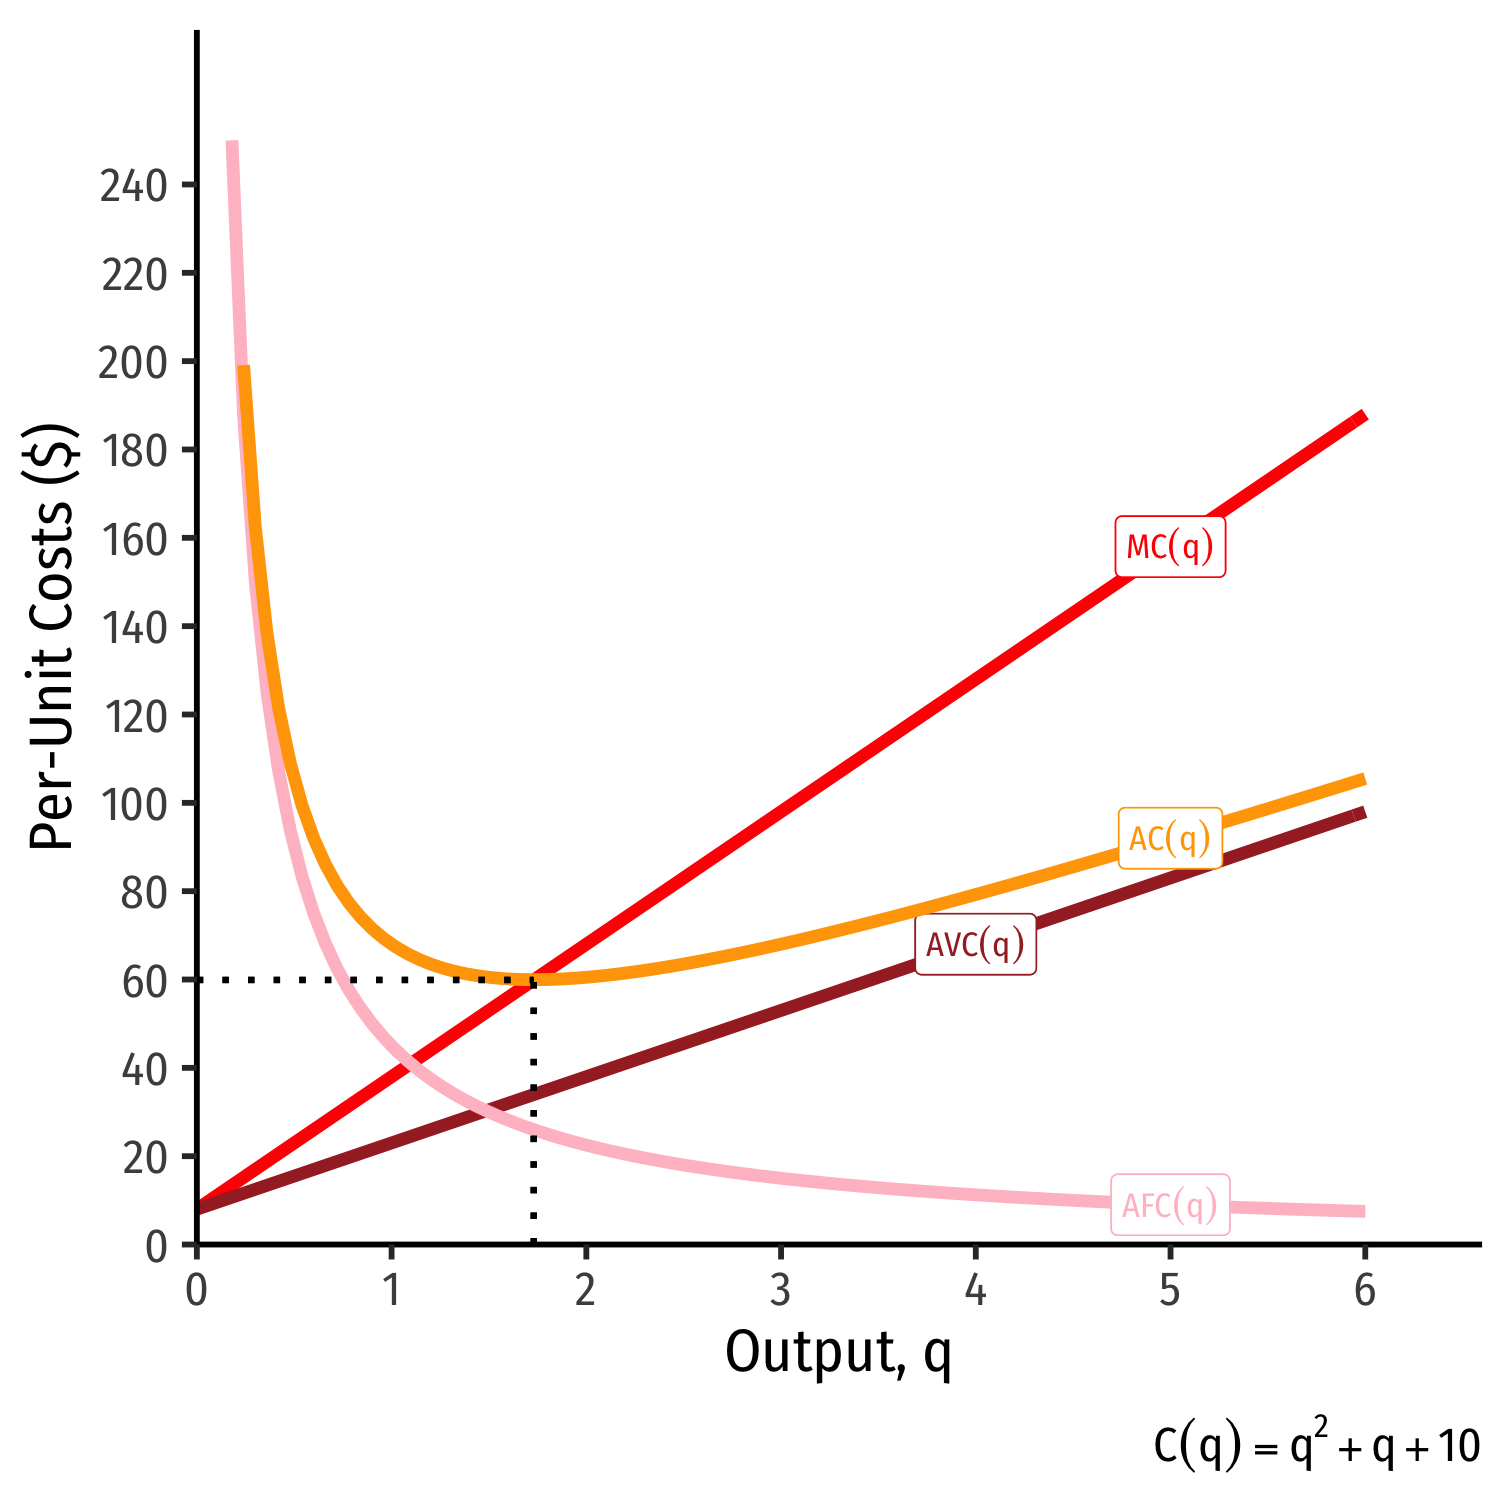 Per-Unit Costs ($)
240
220
200
180
160
140
120
100
80
60
40
20
0
MC(q)
AC(q)
AVC(q)
AFC(q)
0 1 2 3 4 5 6
Output, q
C(q) = q² + q + 10